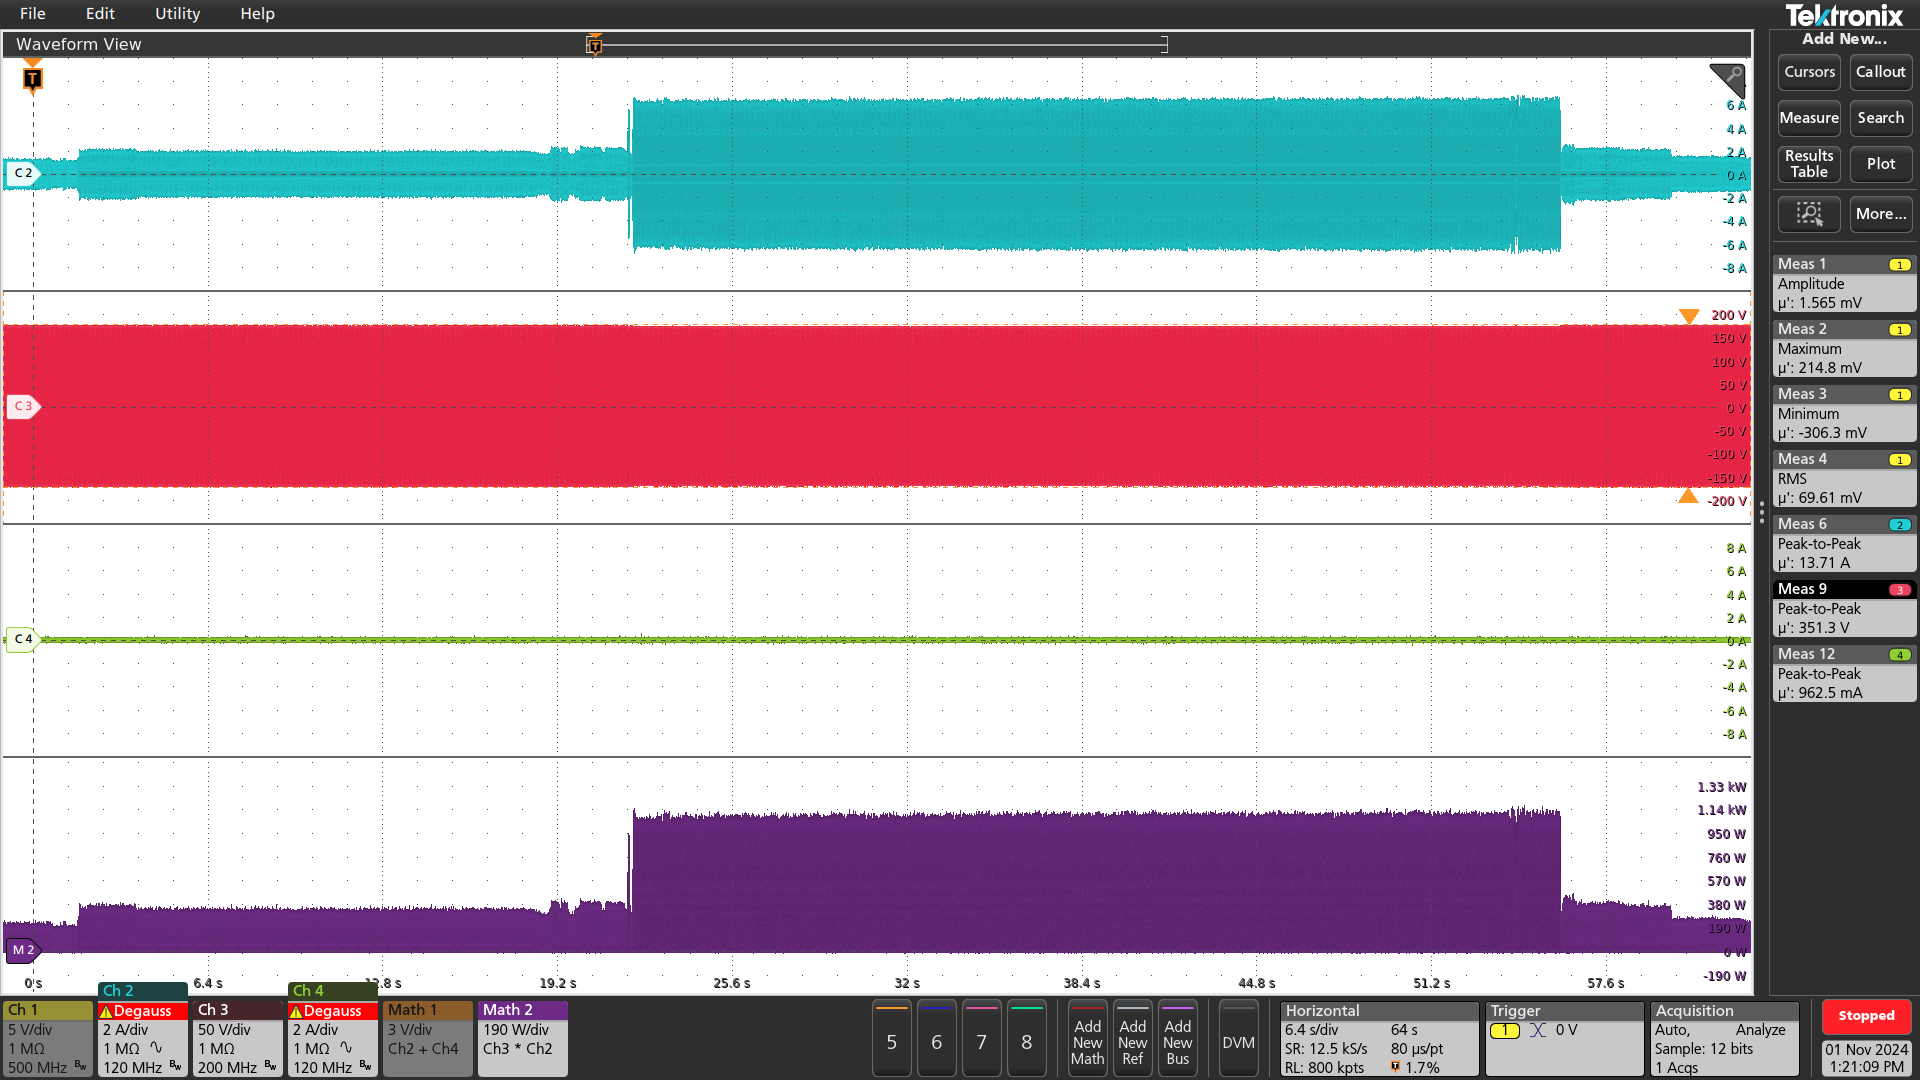 File Edit Utility Help
Tektronix
Waveform View
Add New...
Cursors Callout
Measure Search
Results Table Plot
More...
T
T
C 2
6 A
4 A
2 A
0 A
-2 A
-4 A
-6 A
-8 A
C 3
200 V
150 V
100 V
50 V
0 V
-50 V
-100 V
-150 V
-200 V
C 4
8 A
6 A
4 A
2 A
0 A
-2 A
-4 A
-6 A
-8 A
M 2
1.33 kW
1.14 kW
950 W
760 W
570 W
380 W
190 W
0 W
-190 W
0 s 6.4 s 12.8 s 19.2 s 25.6 s 32 s 38.4 s 44.8 s 51.2 s 57.6 s
Meas 1 1
Amplitude
µ': 1.565 mV
Meas 2 1
Maximum
µ': 214.8 mV
Meas 3 1
Minimum
µ': -306.3 mV
Meas 4 1
RMS
µ': 69.61 mV
Meas 6 2
Peak-to-Peak
µ': 13.71 A
Meas 9 3
Peak-to-Peak
µ': 351.3 V
Meas 12 4
Peak-to-Peak
µ': 962.5 mA
Ch 1
5 V/div
1 MΩ
500 MHz Bw
Ch 2
Degauss
2 A/div
1 MΩ
120 MHz Bw
Ch 3
50 V/div
1 MΩ
200 MHz Bw
Ch 4
Degauss
2 A/div
1 MΩ
120 MHz Bw
Math 1
3 V/div
Ch2 + Ch4
Math 2
190 W/div
Ch3 * Ch2
5 6 7 8
Add New Math
Add New Ref
Add New Bus
DVM
Horizontal
6.4 s/div 64 s
SR: 12.5 kS/s 80 µs/pt
RL: 800 kpts T 1.7%
Trigger
1 0 V
Acquisition
Auto, Analyze
Sample: 12 bits
1 Acqs
Stopped
01 Nov 2024
1:21:09 PM